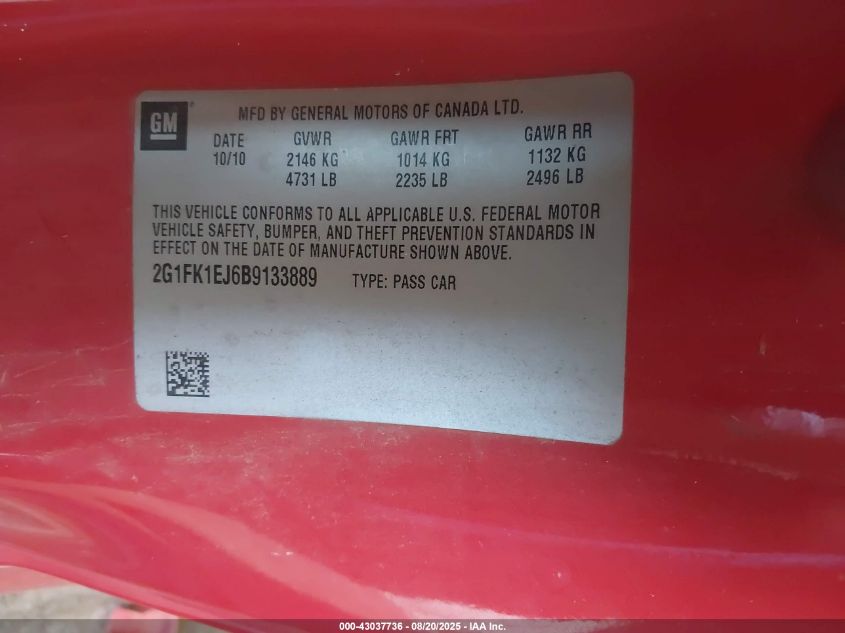 GM®
MFD BY GENERAL MOTORS OF CANADA LTD.
DATE GVWR GAWR FRT GAWR RR
10/10 2146 KG 1014 KG 1132 KG
4731 LB 2235 LB 2496 LB
THIS VEHICLE CONFORMS TO ALL APPLICABLE U.S. FEDERAL MOTOR
VEHICLE SAFETY, BUMPER, AND THEFT PREVENTION STANDARDS IN
EFFECT ON THE DATE OF MANUFACTURE SHOWN ABOVE.
2G1FK1EJ6B9133889 TYPE: PASS CAR
000-43037736 - 08/20/2025 - IAA Inc.